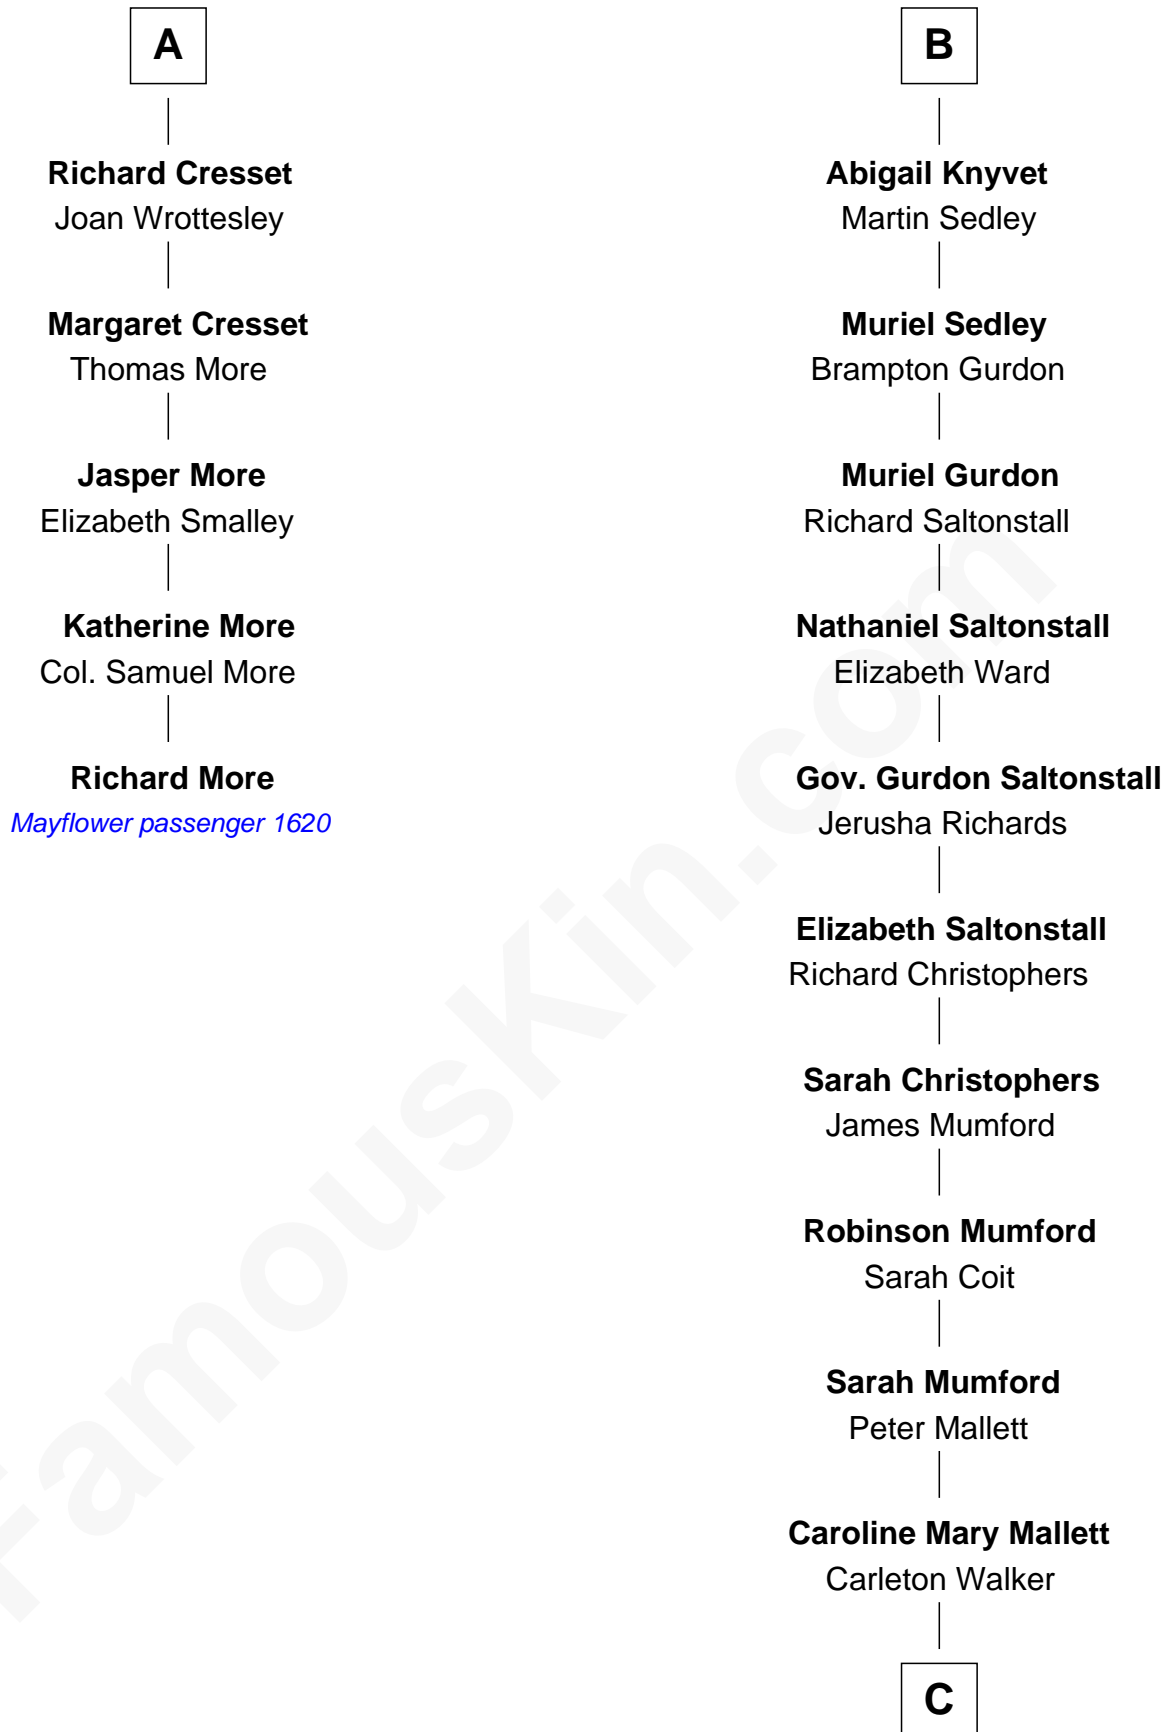 A
Richard Cresset
Joan Wrottesley
Margaret Cresset
Thomas More
Jasper More
Elizabeth Smalley
Katherine More
Col. Samuel More
Richard More
Mayflower passenger 1620
B
Abigail Knyvet
Martin Sedley
Muriel Sedley
Brampton Gurdon
Muriel Gurdon
Richard Saltonstall
Nathaniel Saltonstall
Elizabeth Ward
Gov. Gurdon Saltonstall
Jerusha Richards
Elizabeth Saltonstall
Richard Christophers
Sarah Christophers
James Mumford
Robinson Mumford
Sarah Coit
Sarah Mumford
Peter Mallett
Caroline Mary Mallett
Carleton Walker
C
FamousKin.com